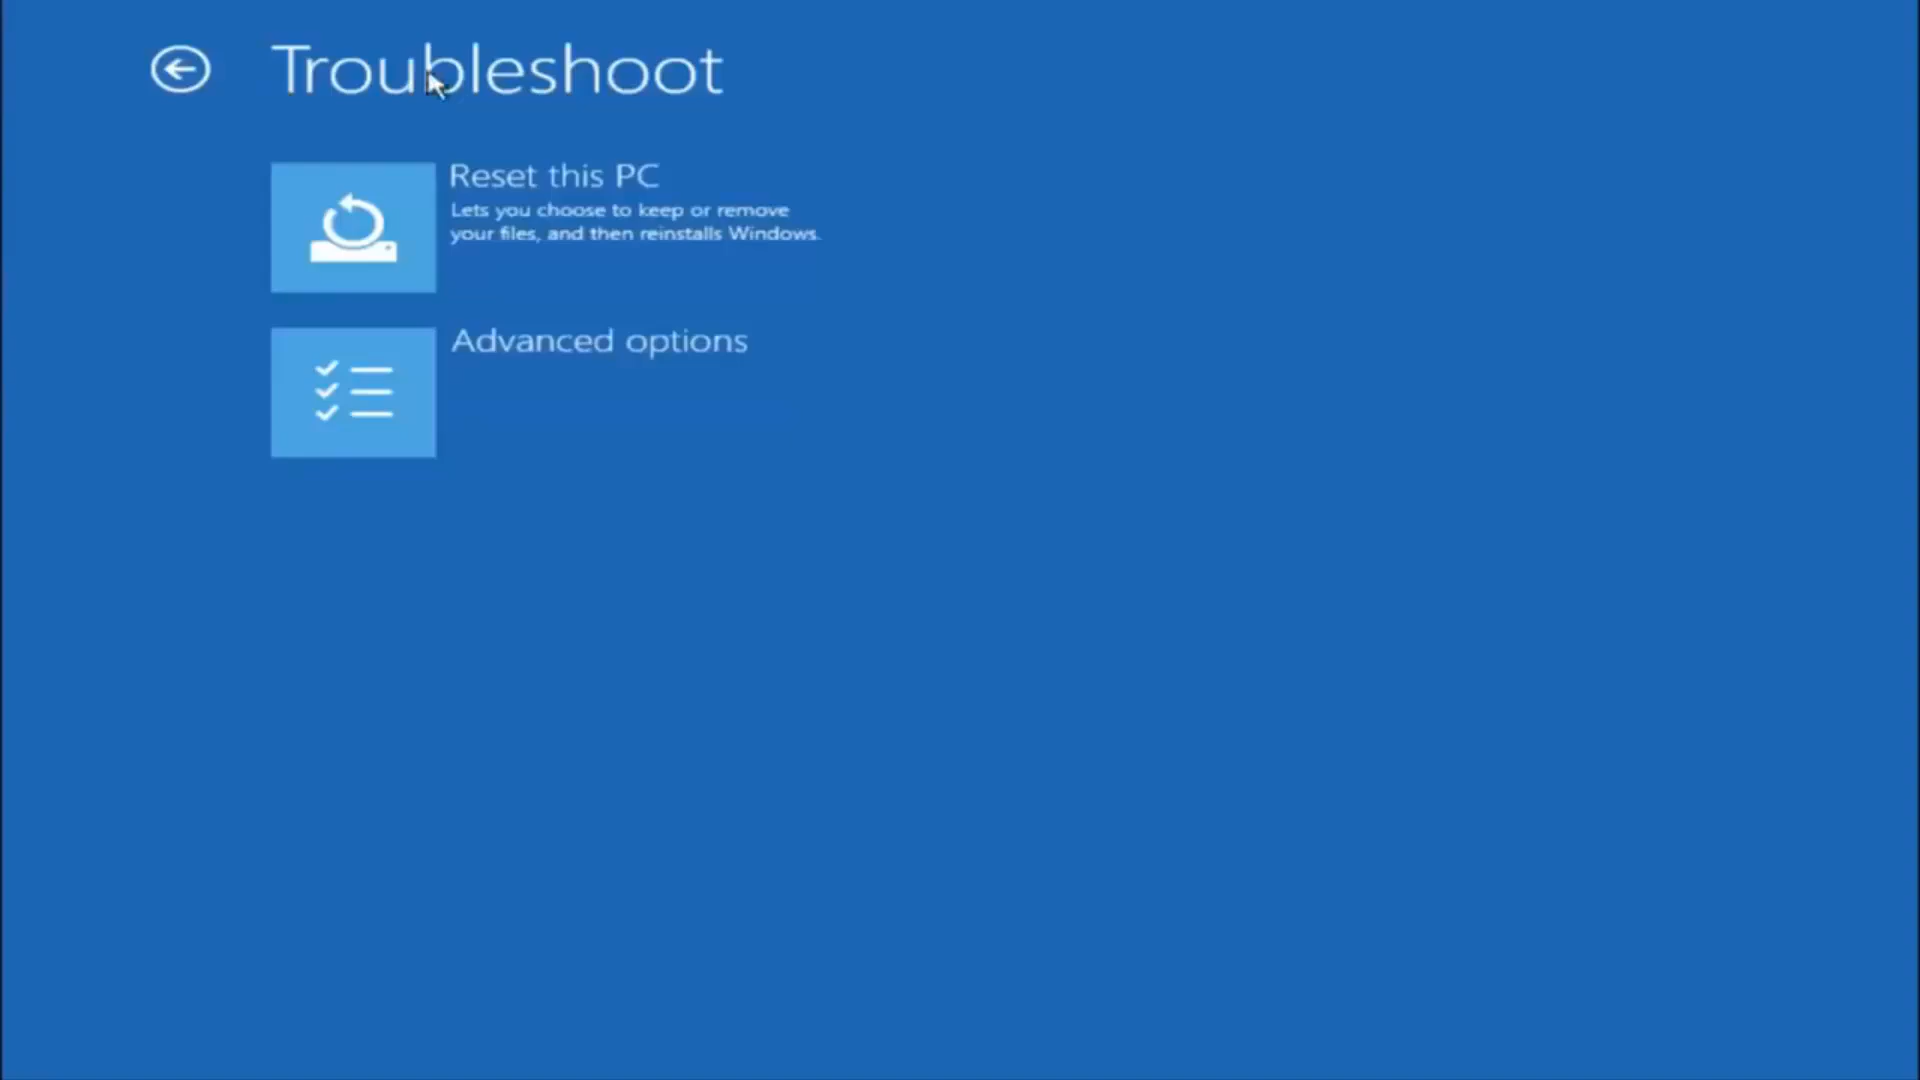 Troubleshoot
Reset this PC
Lets you choose to keep or remove
your files, and then reinstalls Windows.
Advanced options